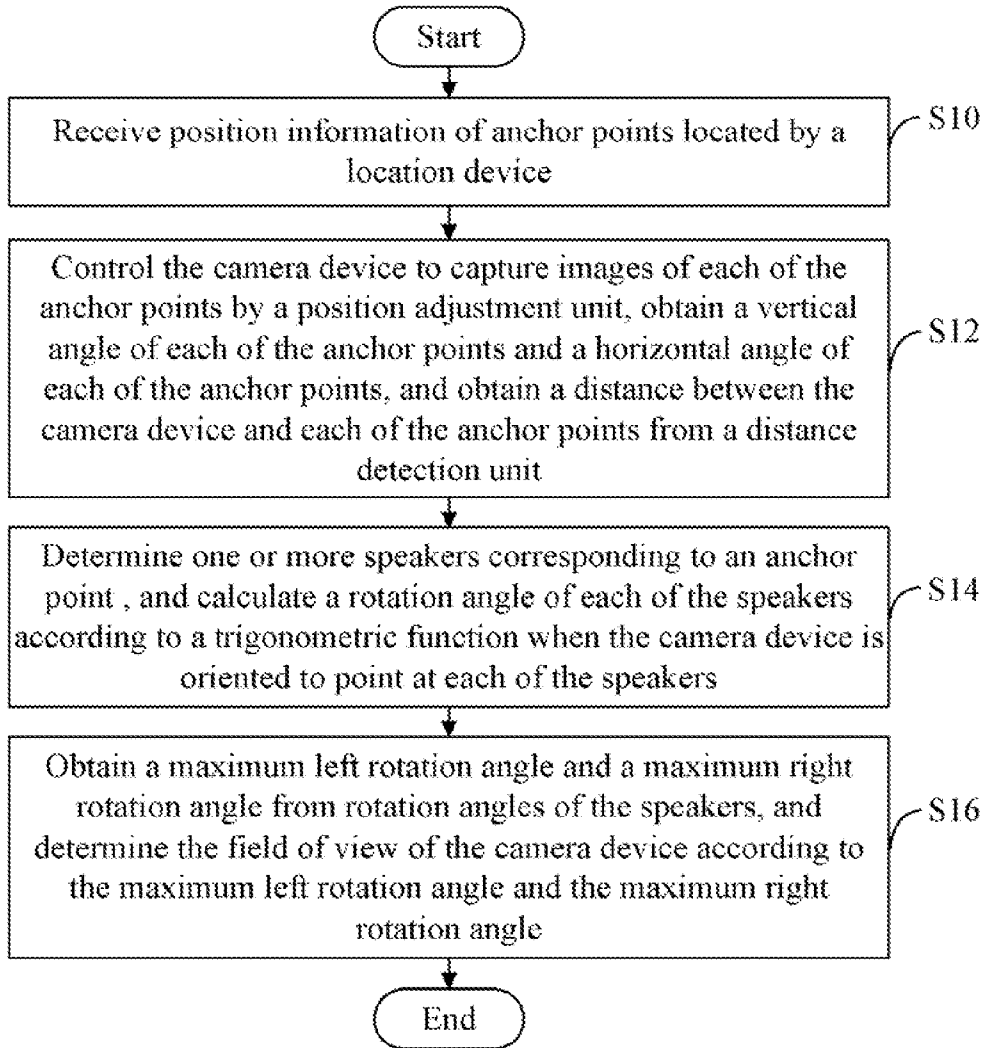 Start
Receive position information of anchor points located by a
location device
S10
Control the camera device to capture images of each of the
anchor points by a position adjustment unit, obtain a vertical
angle of each of the anchor points and a horizontal angle of
each of the anchor points, and obtain a distance between the
camera device and each of the anchor points from a distance
detection unit
S12
Determine one or more speakers corresponding to an anchor
point , and calculate a rotation angle of each of the speakers
according to a trigonometric function when the camera device is
oriented to point at each of the speakers
S14
Obtain a maximum left rotation angle and a maximum right
rotation angle from rotation angles of the speakers, and
determine the field of view of the camera device according to
the maximum left rotation angle and the maximum right
rotation angle
S16
End